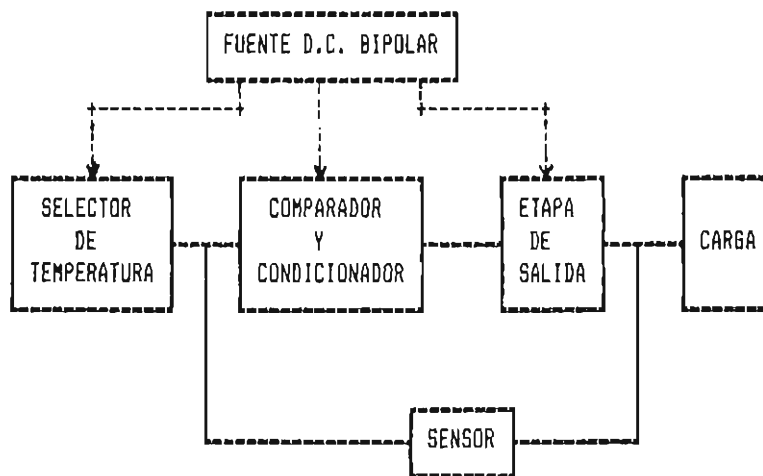 FUENTE D.C. BIPOLAR
SELECTOR
DE
TEMPERATURA
COMPARADOR
Y
CONDICIONADOR
ETAPA
DE
SALIDA
CARGA
SENSOR